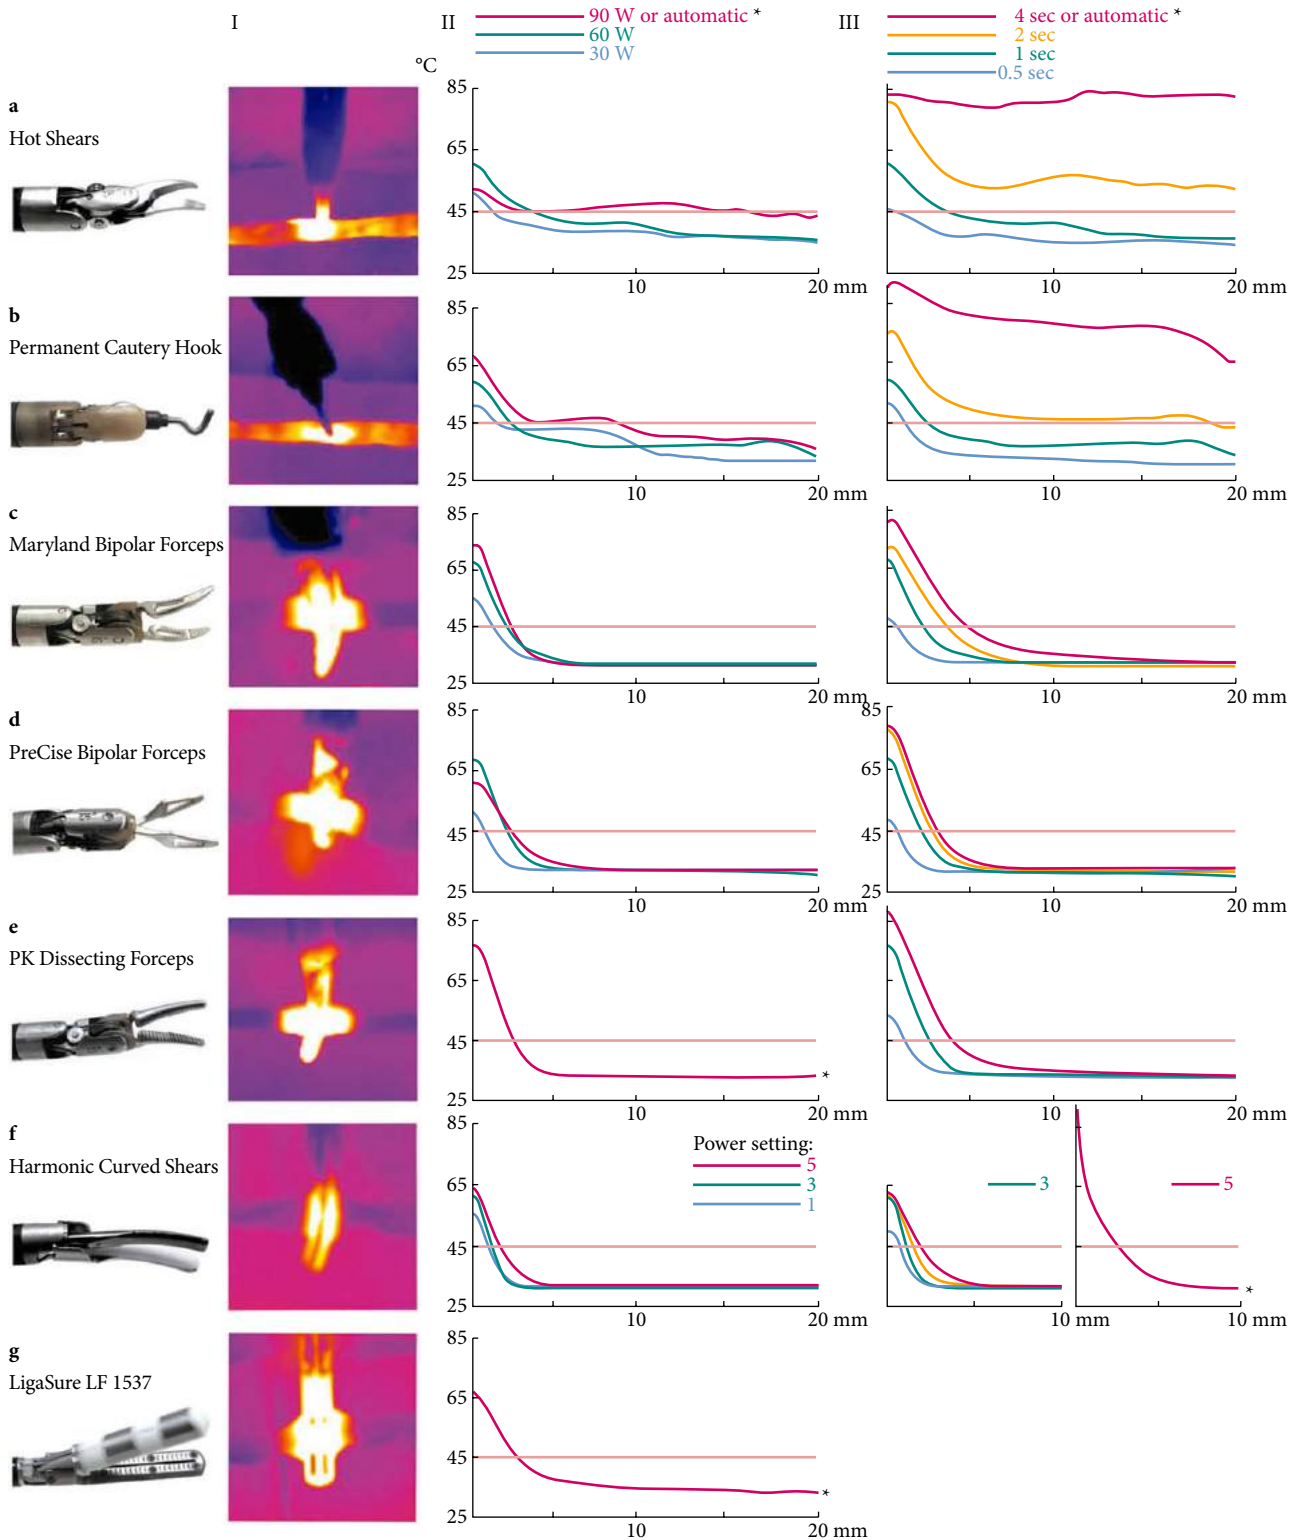 I
II
90 W or automatic *
60 W
30 W
III
4 sec or automatic *
2 sec
1 sec
0.5 sec
°C
a
Hot Shears
85
65
45
25
10
20 mm
10
20 mm
b
Permanent Cautery Hook
85
65
45
25
10
20 mm
10
20 mm
c
Maryland Bipolar Forceps
85
65
45
25
10
20 mm
10
20 mm
d
PreCise Bipolar Forceps
85
65
45
25
10
20 mm
85
65
45
25
10
20 mm
e
PK Dissecting Forceps
85
65
45
25
*
10
20 mm
10
20 mm
f
Harmonic Curved Shears
85
65
45
25
Power setting:
5
3
1
10
20 mm
3
10 mm
5
*
10 mm
g
LigaSure LF 1537
85
65
45
25
*
10
20 mm